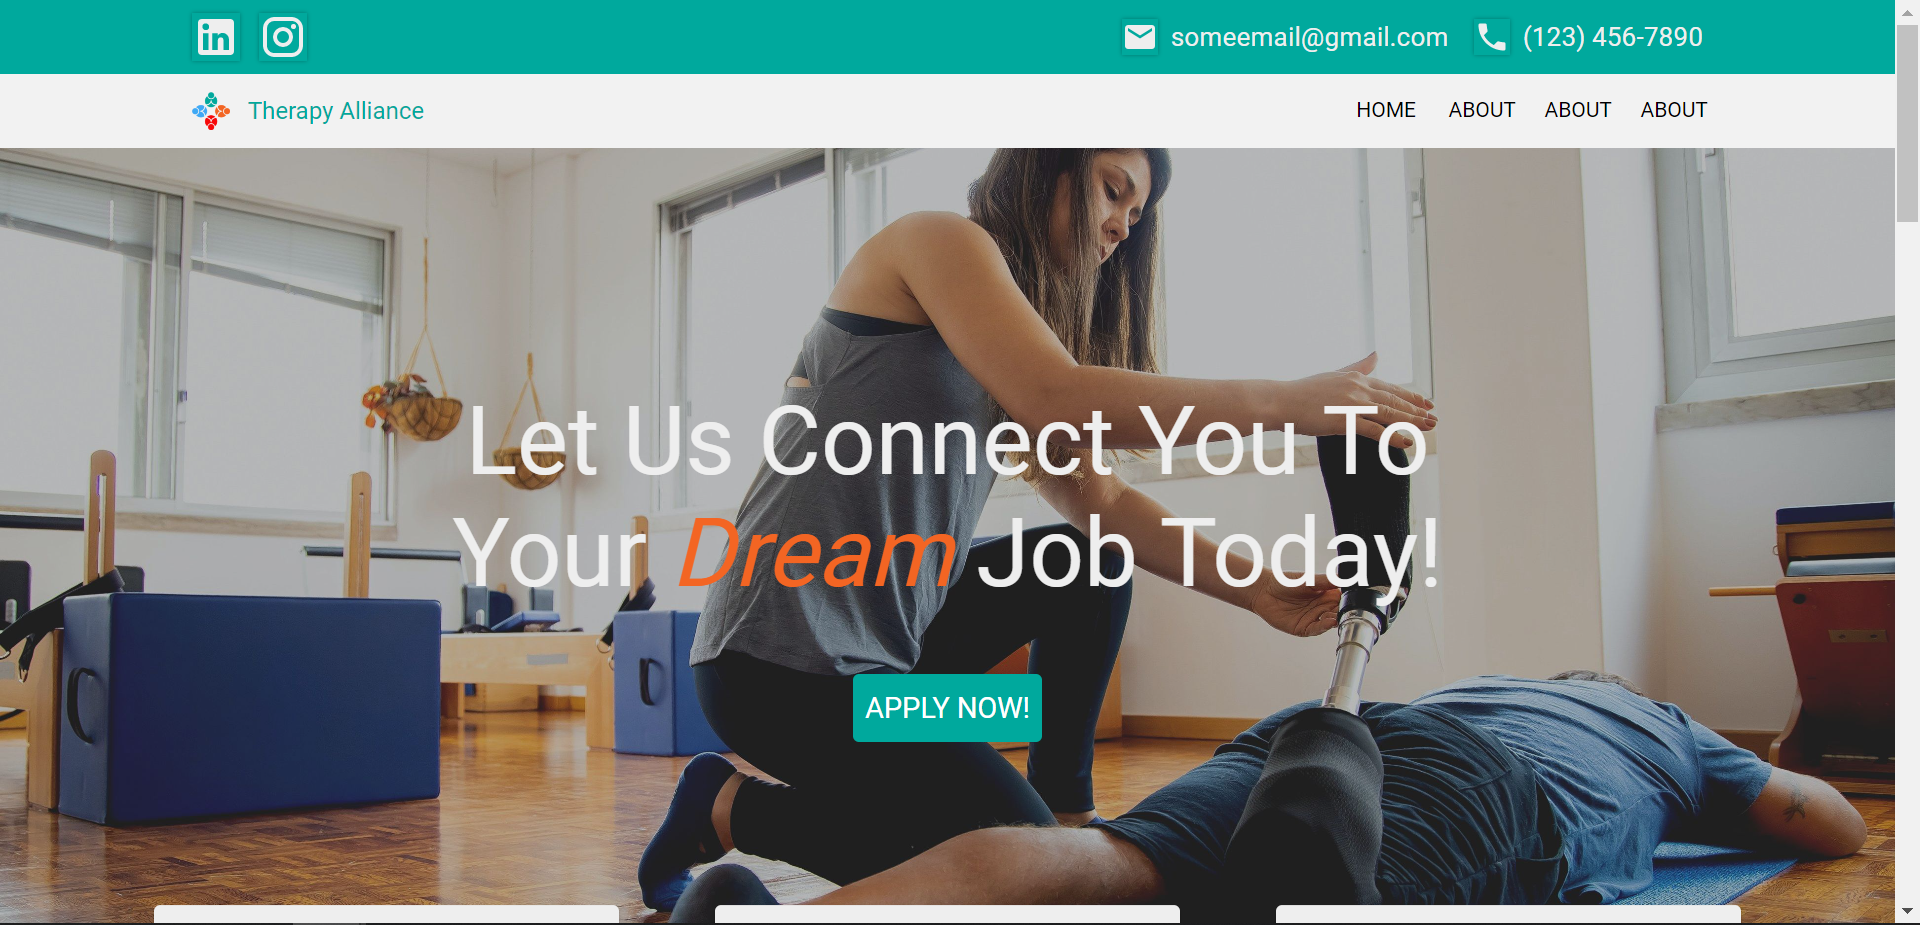 someemail@gmail.com (123) 456-7890
Therapy Alliance HOME ABOUT ABOUT ABOUT
Let Us Connect You To
Your Dream Job Today!
APPLY NOW!